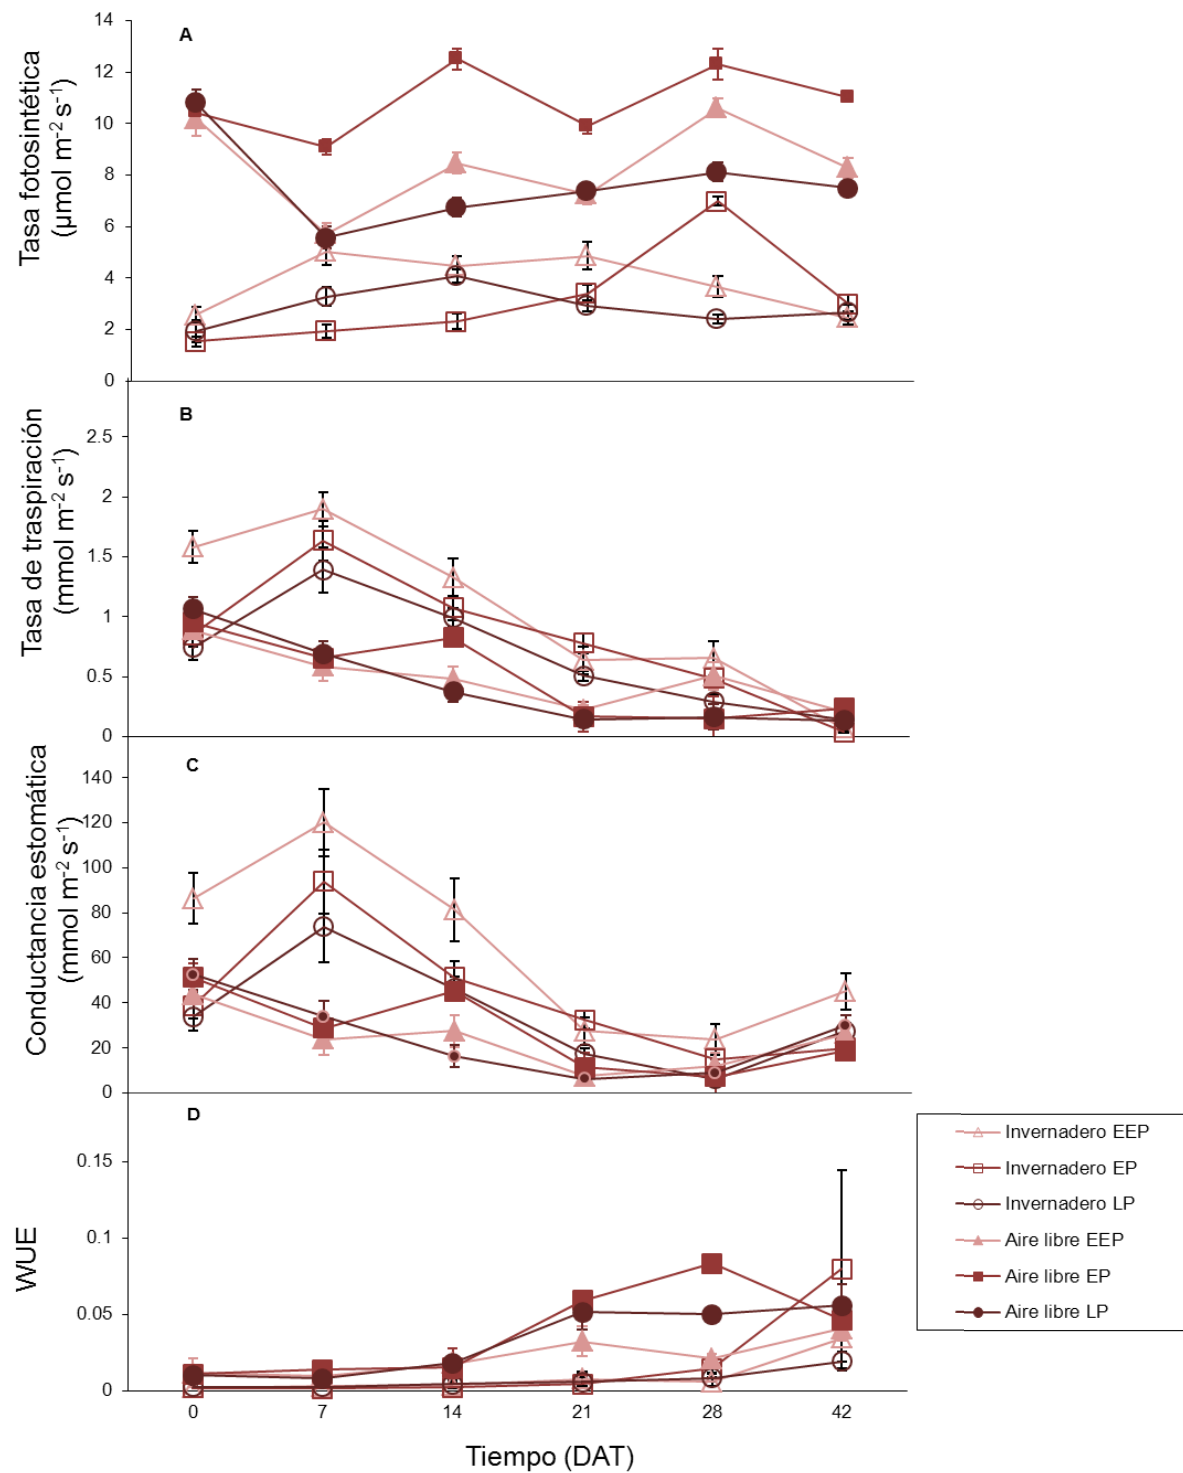 A
14
12
10
8
6
4
2
0
Tasa fotosintética
(µmol m-2 s-1)
B
2.5
2
1.5
1
0.5
0
Tasa de traspiración
(mmol m-2 s-1)
C
140
120
100
80
60
40
20
0
Conductancia estomática
(mmol m-2 s-1)
D
0.15
0.1
0.05
0
WUE
0 7 14 21 28 42
Tiempo (DAT)
Invernadero EEP
Invernadero EP
Invernadero LP
Aire libre EEP
Aire libre EP
Aire libre LP